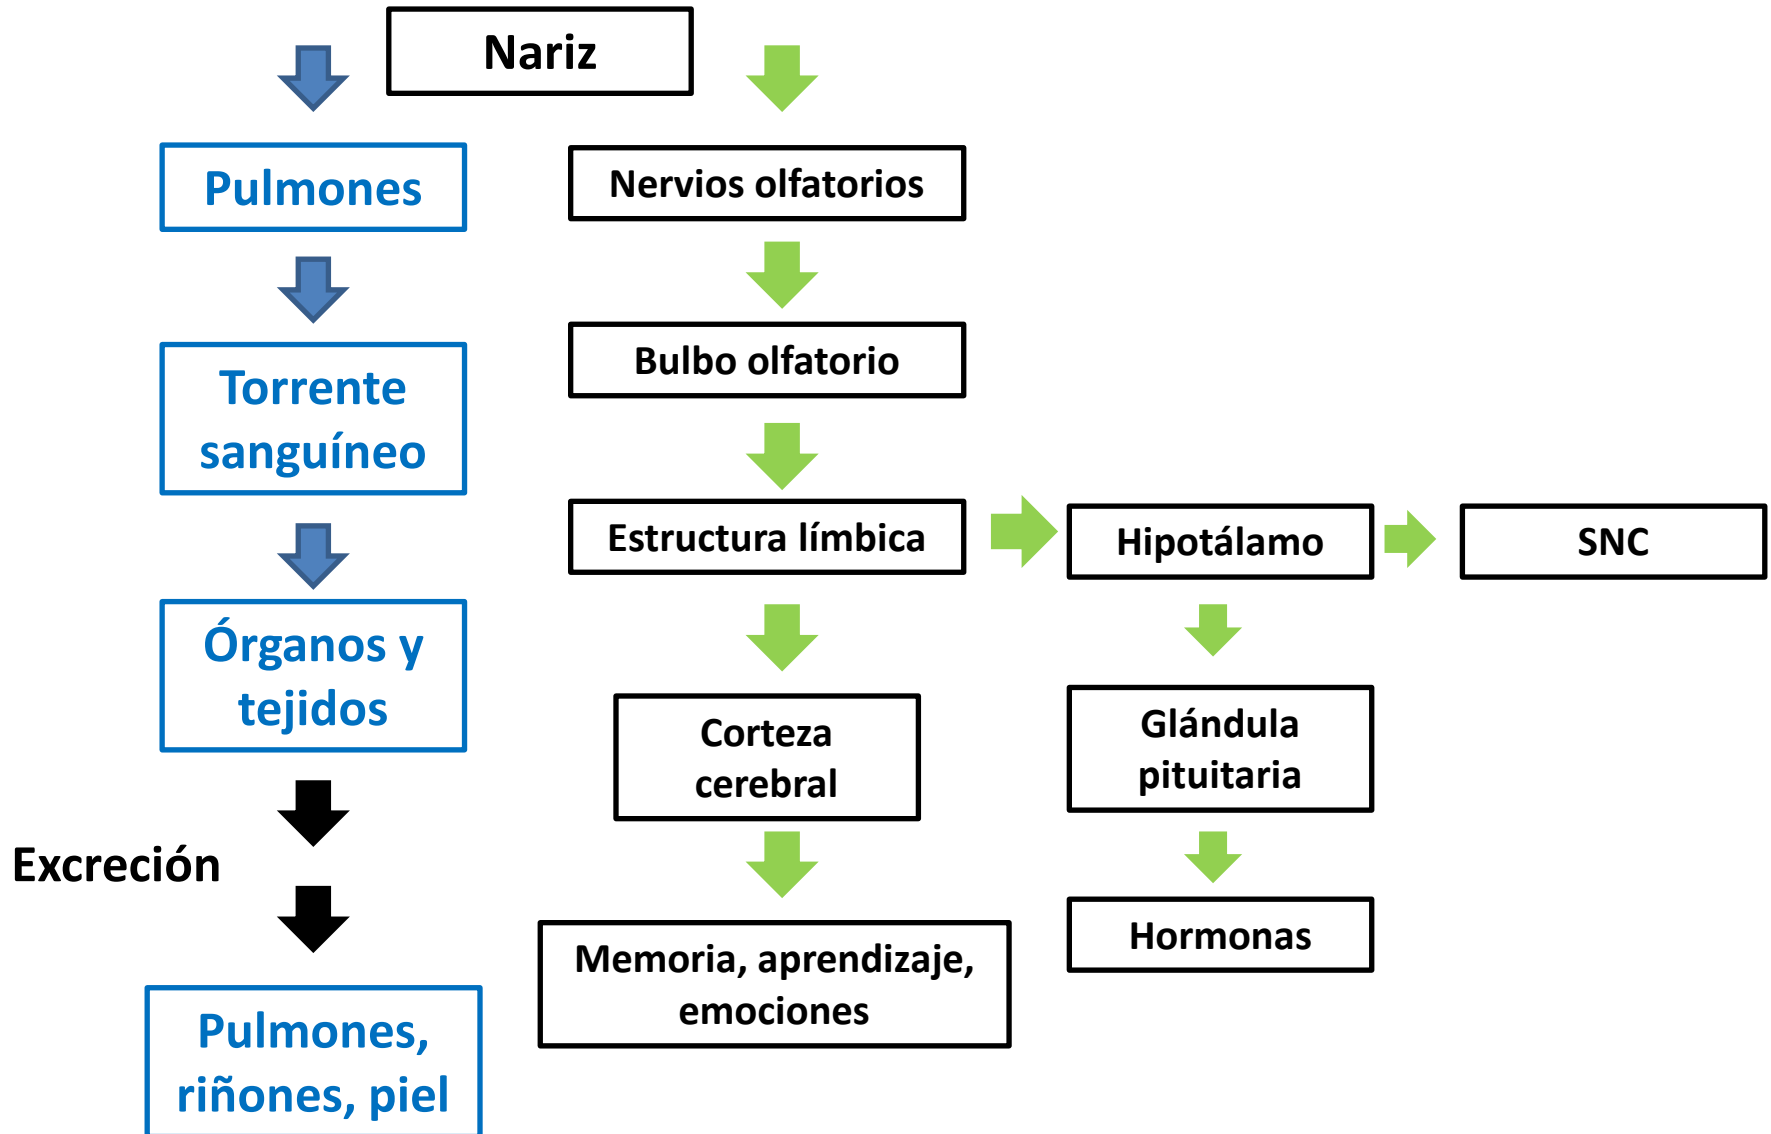 Nariz
Pulmones
Torrente
sanguíneo
Órganos y
tejidos
Excreción
Pulmones,
riñones, piel
Nervios olfatorios
Bulbo olfatorio
Estructura límbica
Corteza
cerebral
Memoria, aprendizaje,
emociones
Hipotálamo
Glándula
pituitaria
Hormonas
SNC